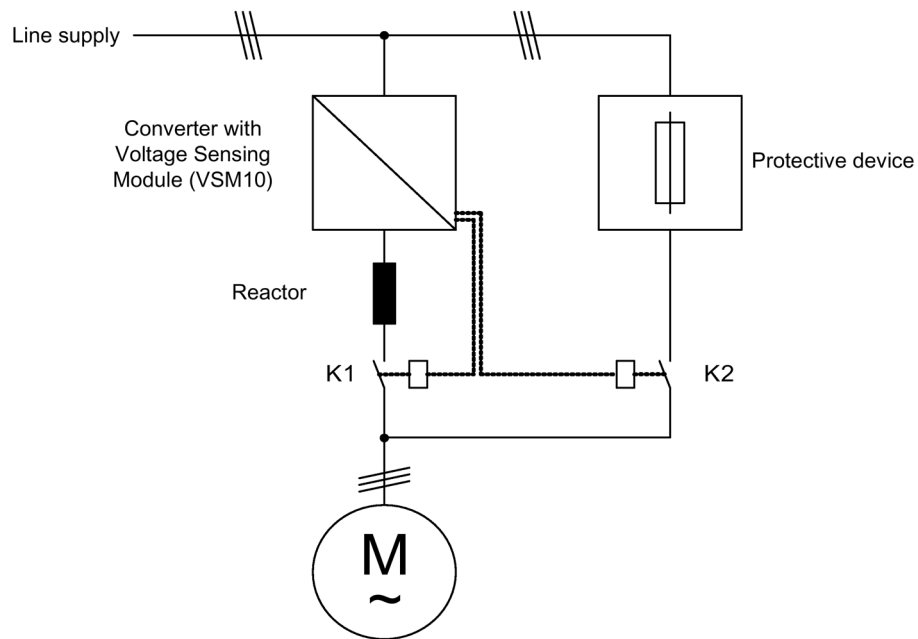 Line supply
Converter with
Voltage Sensing
Module (VSM10)
Protective device
Reactor
K1
K2
M
~